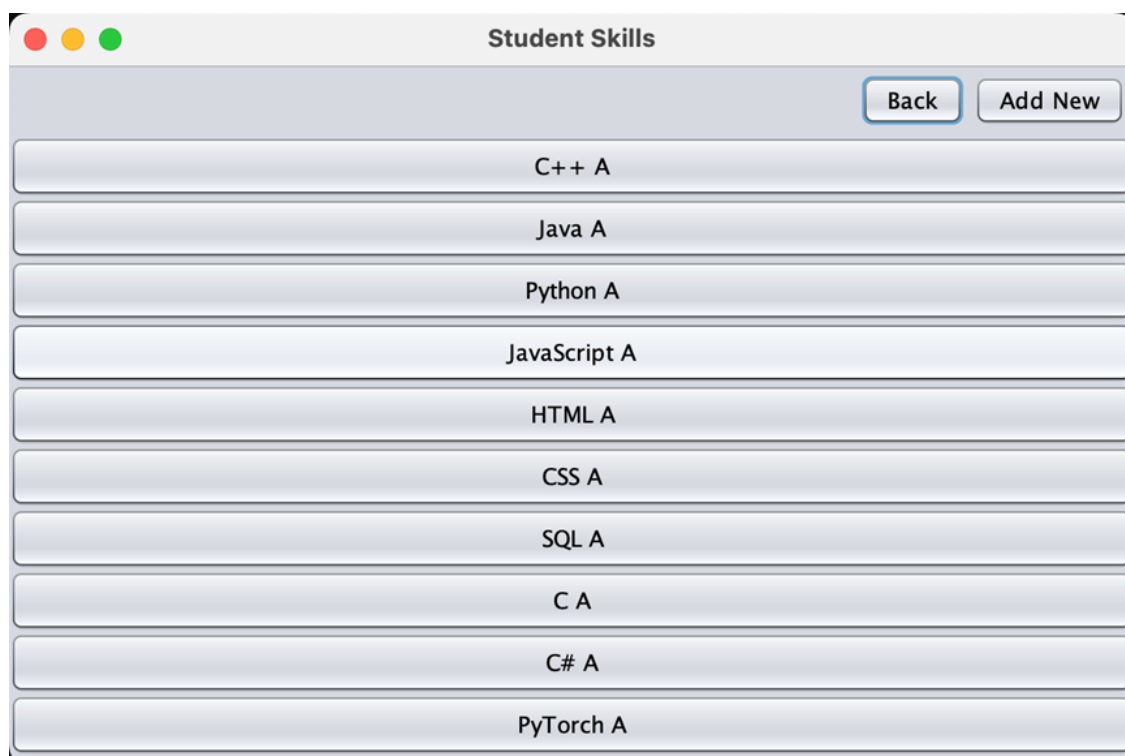 Student Skills
Back Add New
C++ A
Java A
Python A
JavaScript A
HTML A
CSS A
SQL A
C A
C# A
PyTorch A